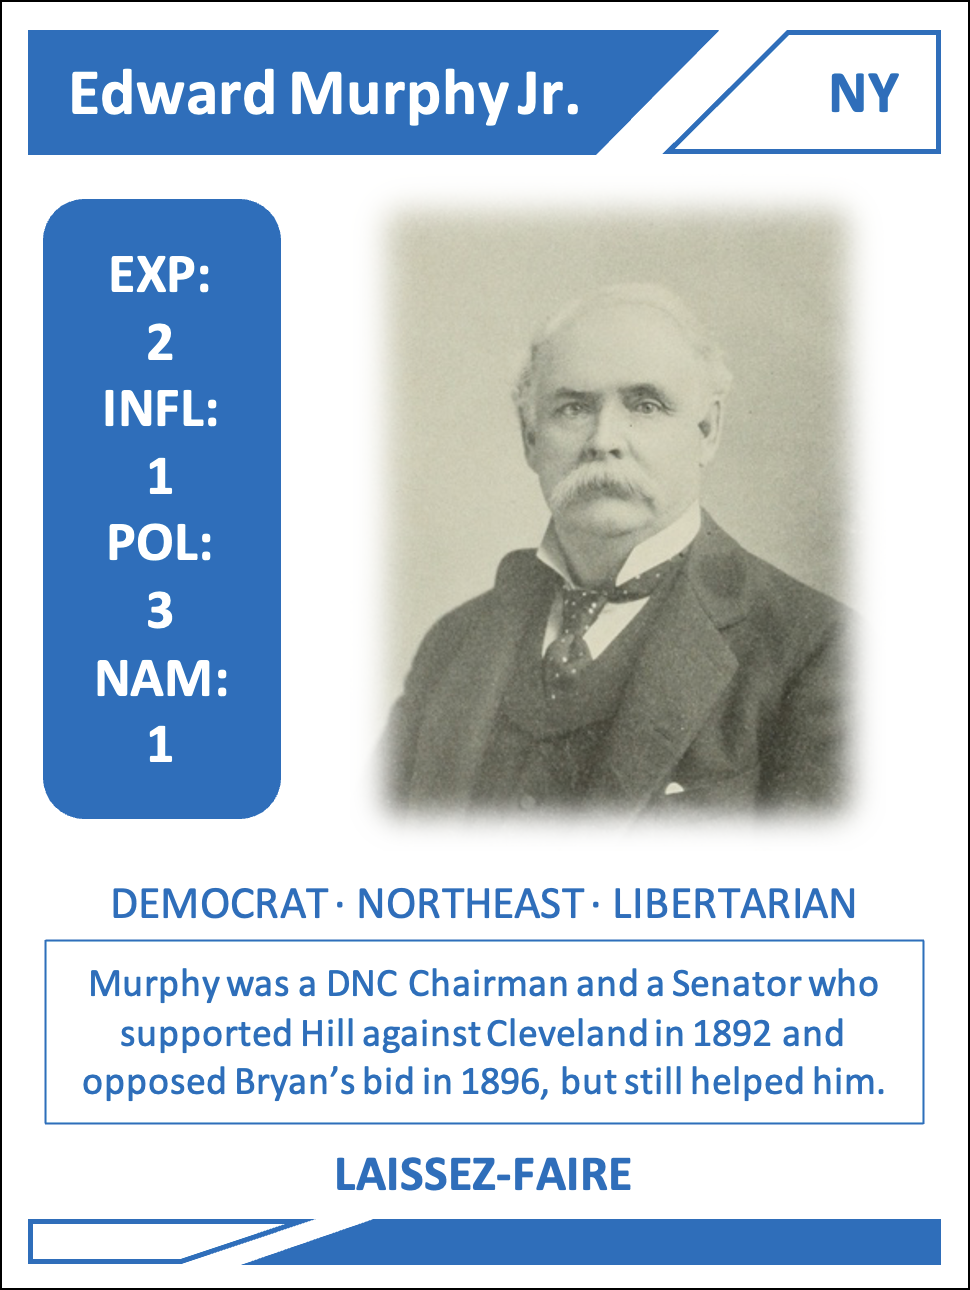 Edward Murphy Jr.
NY
EXP:
2
INFL:
1
POL:
3
NAM:
1
DEMOCRAT · NORTHEAST · LIBERTARIAN
Murphy was a DNC Chairman and a Senator who
supported Hill against Cleveland in 1892 and
opposed Bryan’s bid in 1896, but still helped him.
LAISSEZ-FAIRE